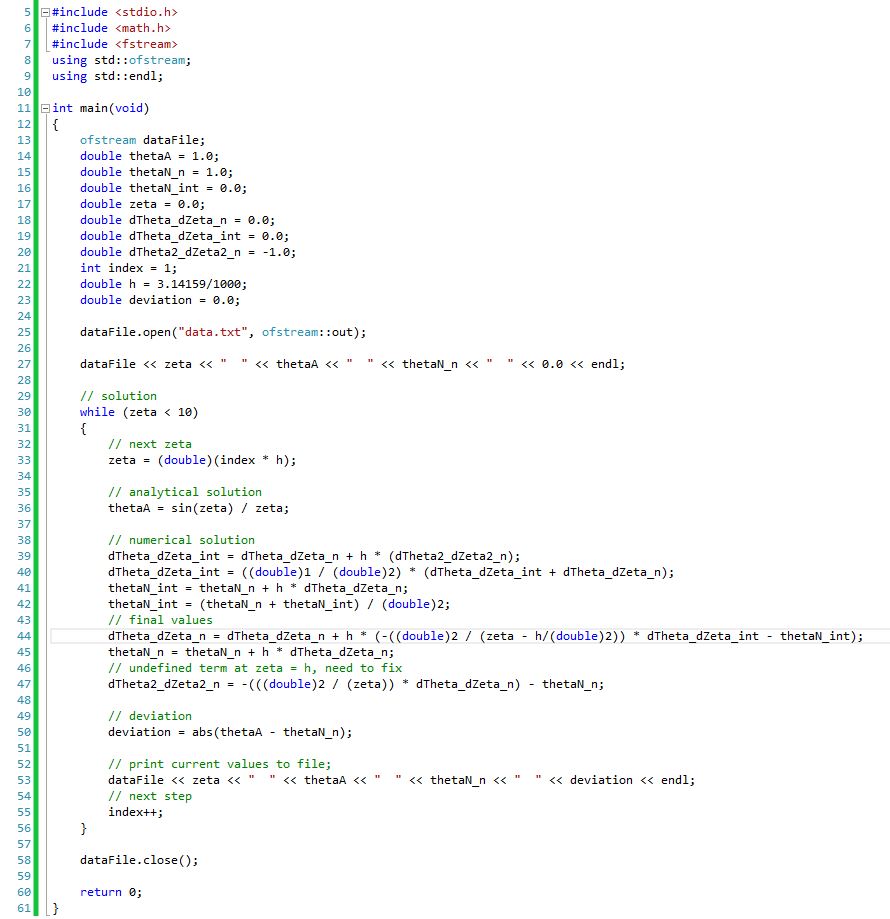 5 #include <stdio.h>
6 #include <math.h>
7 #include <fstream>
8 using std::ofstream;
9 using std::endl;
10
11 int main(void)
12 {
13     ofstream dataFile;
14     double thetaA = 1.0;
15     double thetaN_n = 1.0;
16     double thetaN_int = 0.0;
17     double zeta = 0.0;
18     double dTheta_dZeta_n = 0.0;
19     double dTheta_dZeta_int = 0.0;
20     double dTheta2_dZeta2_n = -1.0;
21     int index = 1;
22     double h = 3.14159/1000;
23     double deviation = 0.0;
24
25     dataFile.open("data.txt", ofstream::out);
26
27     dataFile << zeta << "  " << thetaA << "  " << thetaN_n << "  " << 0.0 << endl;
28
29     // solution
30     while (zeta < 10)
31     {
32         // next zeta
33         zeta = (double)(index * h);
34
35         // analytical solution
36         thetaA = sin(zeta) / zeta;
37
38         // numerical solution
39         dTheta_dZeta_int = dTheta_dZeta_n + h * (dTheta2_dZeta2_n);
40         dTheta_dZeta_int = ((double)1 / (double)2) * (dTheta_dZeta_int + dTheta_dZeta_n);
41         thetaN_int = thetaN_n + h * dTheta_dZeta_n;
42         thetaN_int = (thetaN_n + thetaN_int) / (double)2;
43         // final values
44         dTheta_dZeta_n = dTheta_dZeta_n + h * (-((double)2 / (zeta - h/(double)2)) * dTheta_dZeta_int - thetaN_int);
45         thetaN_n = thetaN_n + h * dTheta_dZeta_n;
46         // undefined term at zeta = h, need to fix
47         dTheta2_dZeta2_n = -(((double)2 / (zeta)) * dTheta_dZeta_n) - thetaN_n;
48
49         // deviation
50         deviation = abs(thetaA - thetaN_n);
51
52         // print current values to file;
53         dataFile << zeta << "  " << thetaA << "  " << thetaN_n << "  " << deviation << endl;
54         // next step
55         index++;
56     }
57
58     dataFile.close();
59
60     return 0;
61 }